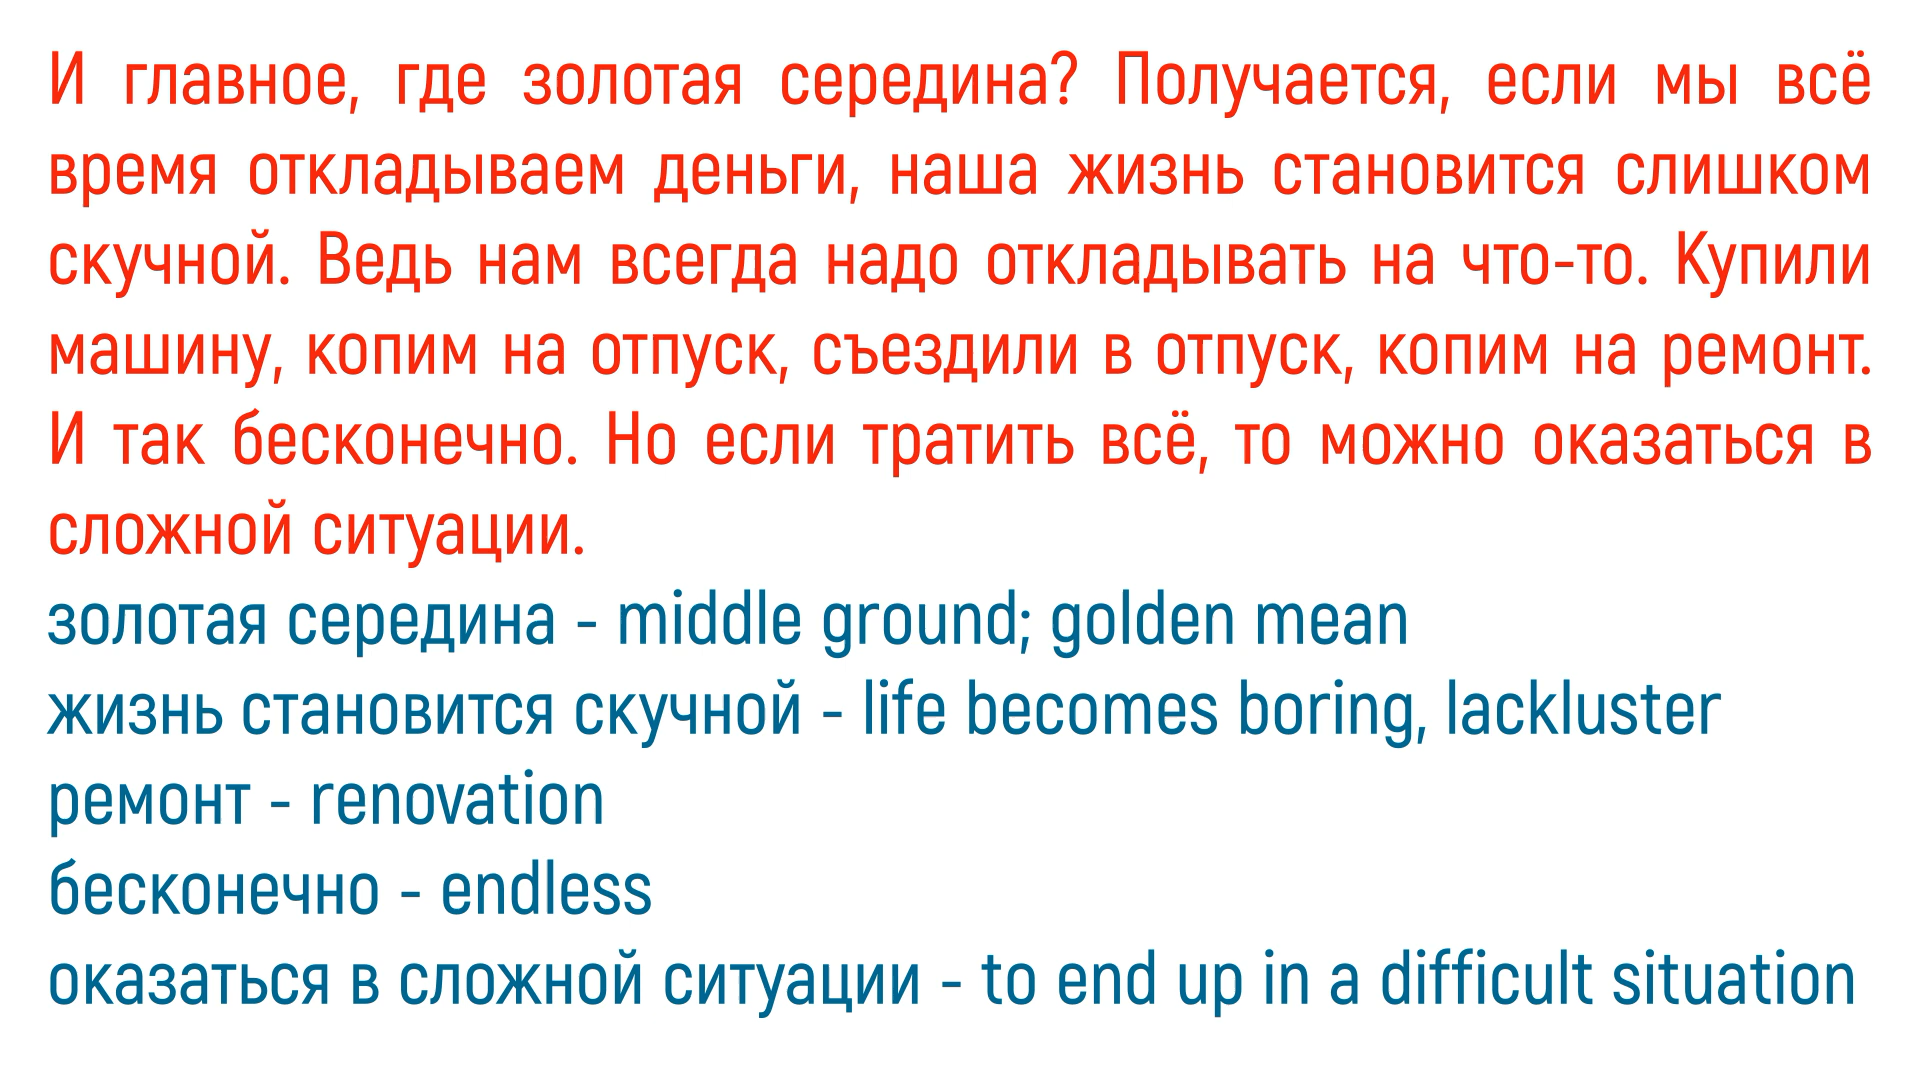 И главное, где золотая середина? Получается, если мы всё
время откладываем деньги, наша жизнь становится слишком
скучной. Ведь нам всегда надо откладывать на что-то. Купили
машину, копим на отпуск, съездили в отпуск, копим на ремонт.
И так бесконечно. Но если тратить всё, то можно оказаться в
сложной ситуации.
золотая середина - middle ground; golden mean
жизнь становится скучной - life becomes boring, lackluster
ремонт - renovation
бесконечно - endless
оказаться в сложной ситуации - to end up in a difficult situation